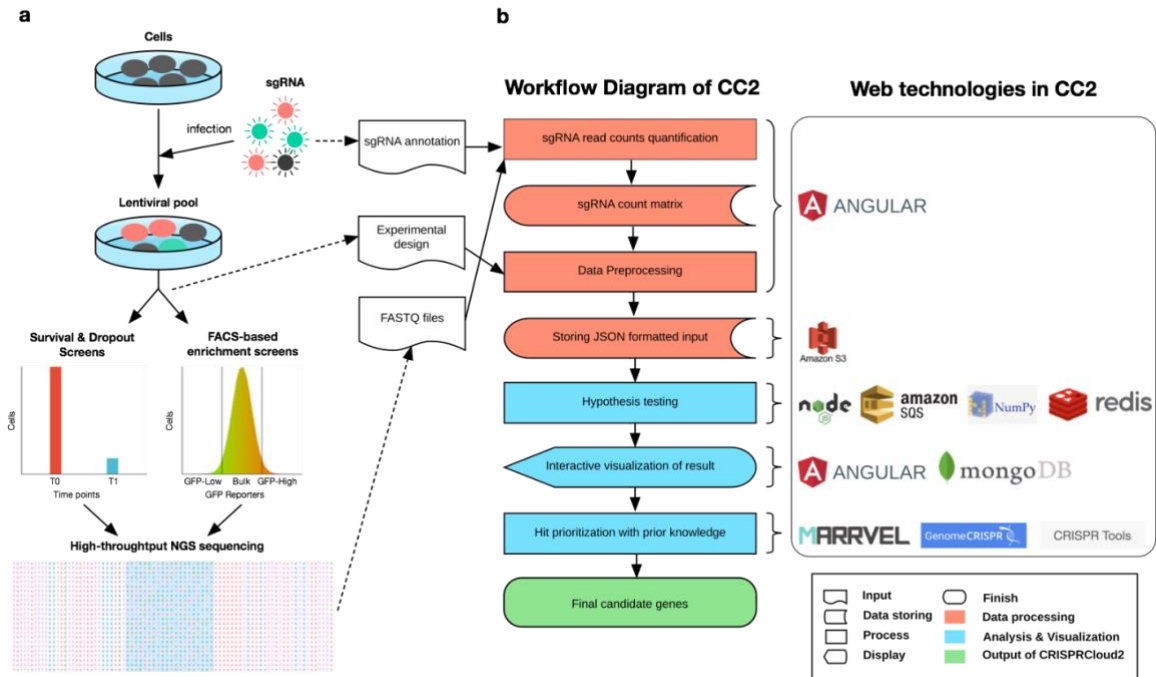 a
Cells
sgRNA
infection
Lentiviral pool
Survival & Dropout
Screens
Cells
T0
T1
Time points
FACS-based
enrichment screens
Cells
GFP-Low
Bulk
GFP-High
GFP Reporters
High-throughtput NGS sequencing
sgRNA annotation
Experimental
design
FASTQ files
b
Workflow Diagram of CC2
sgRNA read counts quantification
sgRNA count matrix
Data Preprocessing
Storing JSON formatted input
Hypothesis testing
Interactive visualization of result
Hit prioritization with prior knowledge
Final candidate genes
Web technologies in CC2
A ANGULAR
Amazon S3
node
JS
amazon
SQS
NumPy
redis
A ANGULAR
mongoDB
MARRVEL
GenomeCRISPR
CRISPR Tools
Input
Data storing
Process
Display
Finish
Data processing
Analysis & Visualization
Output of CRISPRCloud2